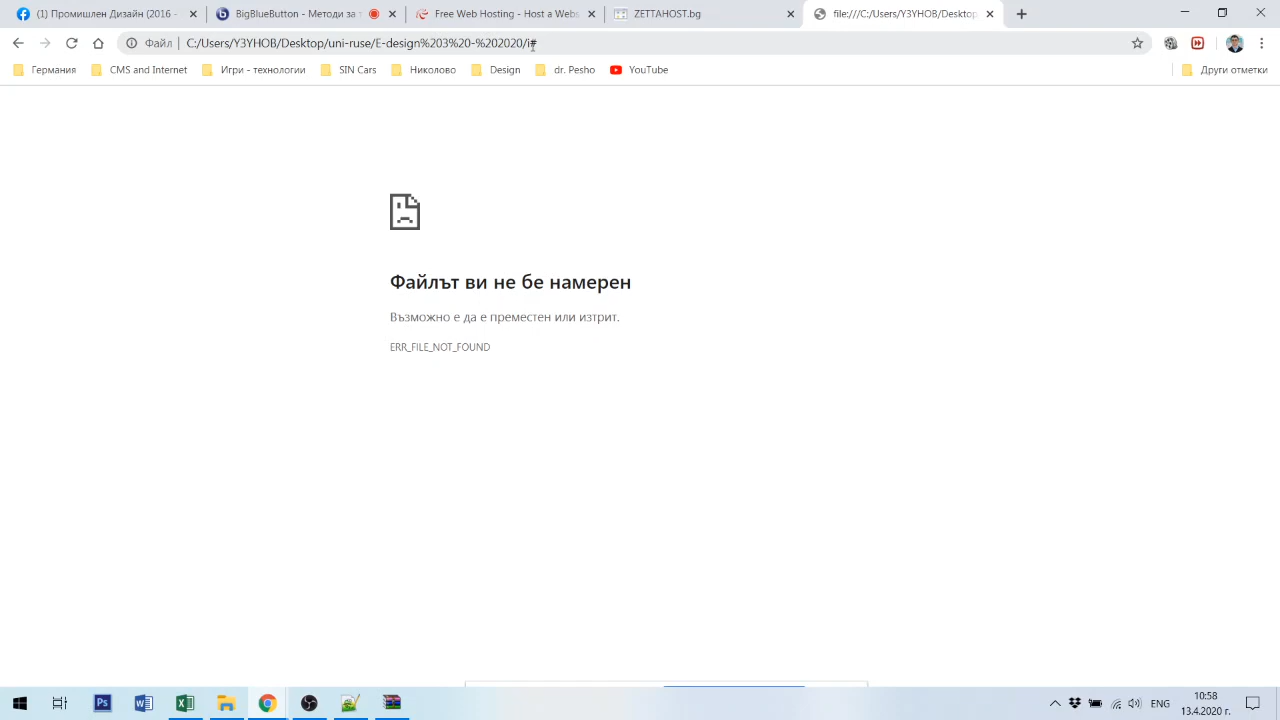 (1) Промишлен Дизайн (2016 -
BigBlueButton - Методи за т
Free Web Hosting - Host a Webs
ZETTAHOST.bg
file:///C:/Users/Y3YHOB/Desktop
Файл
C:/Users/Y3YHOB/Desktop/uni-ruse/E-design%203%20-%202020/i#
Германия
CMS and Internet
Игри - технологии
SIN Cars
Николово
Design
dr. Pesho
YouTube
Други отметки
Файлът ви не бе намерен
Възможно е да е преместен или изтрит.
ERR_FILE_NOT_FOUND
Ps
ENG
10:58
13.4.2020 г.